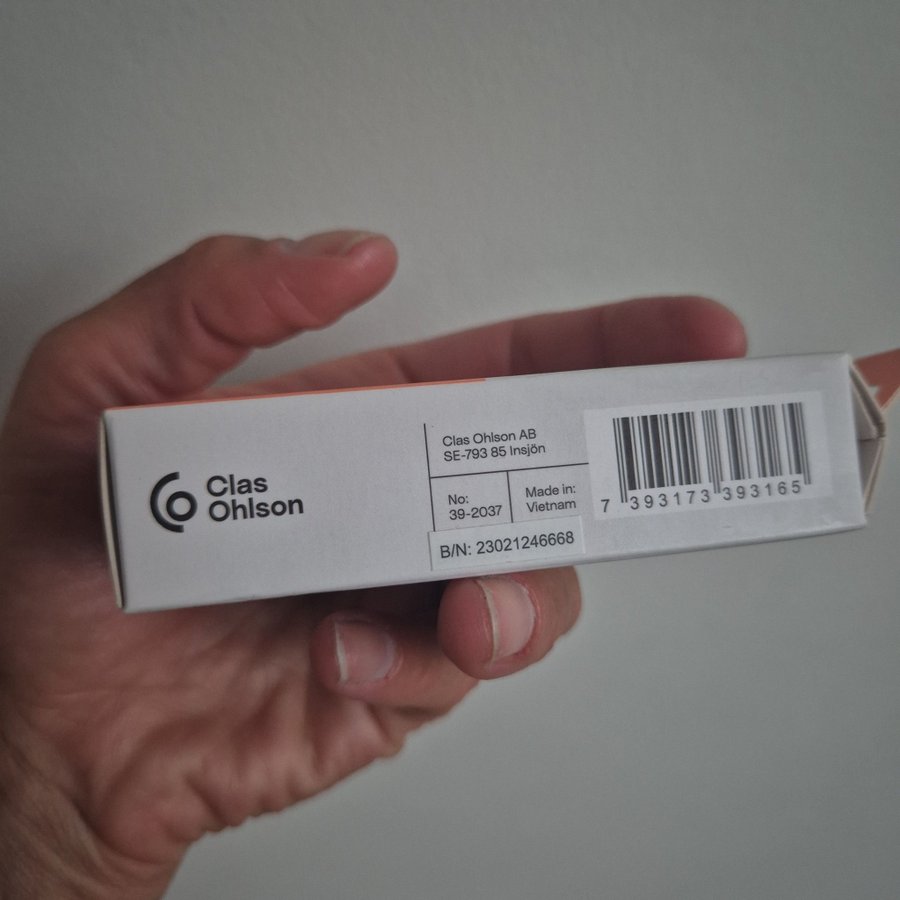 Clas
Ohlson
Clas Ohlson AB
SE-793 85 Insjön
No:
39-2037
Made in:
Vietnam
B/N: 23021246668
7 393173 393165